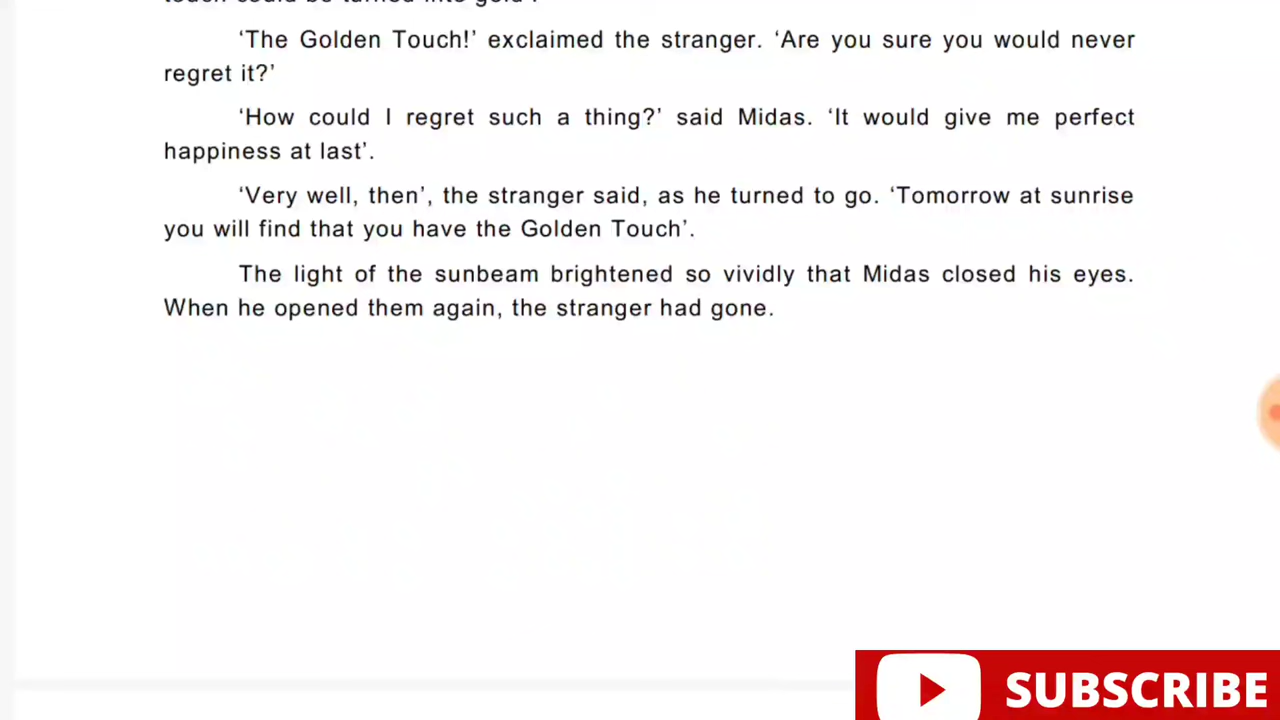 ‘The Golden Touch!’ exclaimed the stranger. ‘Are you sure you would never
regret it?’
‘How could I regret such a thing?’ said Midas. ‘It would give me perfect
happiness at last’.
‘Very well, then’, the stranger said, as he turned to go. ‘Tomorrow at sunrise
you will find that you have the Golden Touch’.
The light of the sunbeam brightened so vividly that Midas closed his eyes.
When he opened them again, the stranger had gone.
SUBSCRIBE